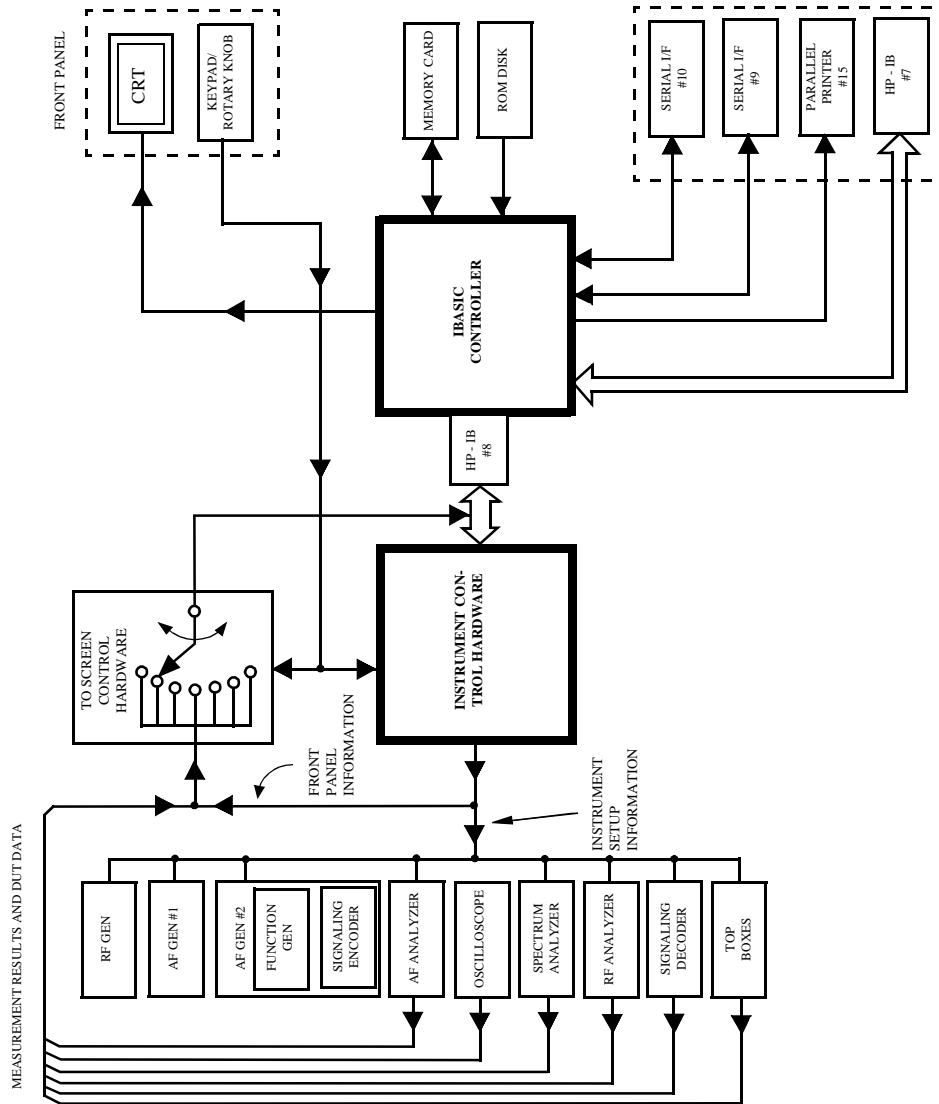 FRONT PANEL
CRT
KEYPAD/
ROTARY KNOB
MEMORY CARD
ROM DISK
SERIAL I/F
#10
SERIAL I/F
#9
PARALLEL
PRINTER
#15
HP - IB
#7
IBASIC
CONTROLLER
HP - IB
#8
TO SCREEN
CONTROL
HARDWARE
INSTRUMENT CON-
TROL HARDWARE
FRONT
PANEL
INFORMATION
INSTRUMENT
SETUP
INFORMATION
MEASUREMENT RESULTS AND DUT DATA
RF GEN
AF GEN #1
AF GEN #2
FUNCTION
GEN
SIGNALING
ENCODER
AF ANALYZER
OSCILLOSCOPE
SPECTRUM
ANALYZER
RF ANALYZER
SIGNALING
DECODER
TOP
BOXES